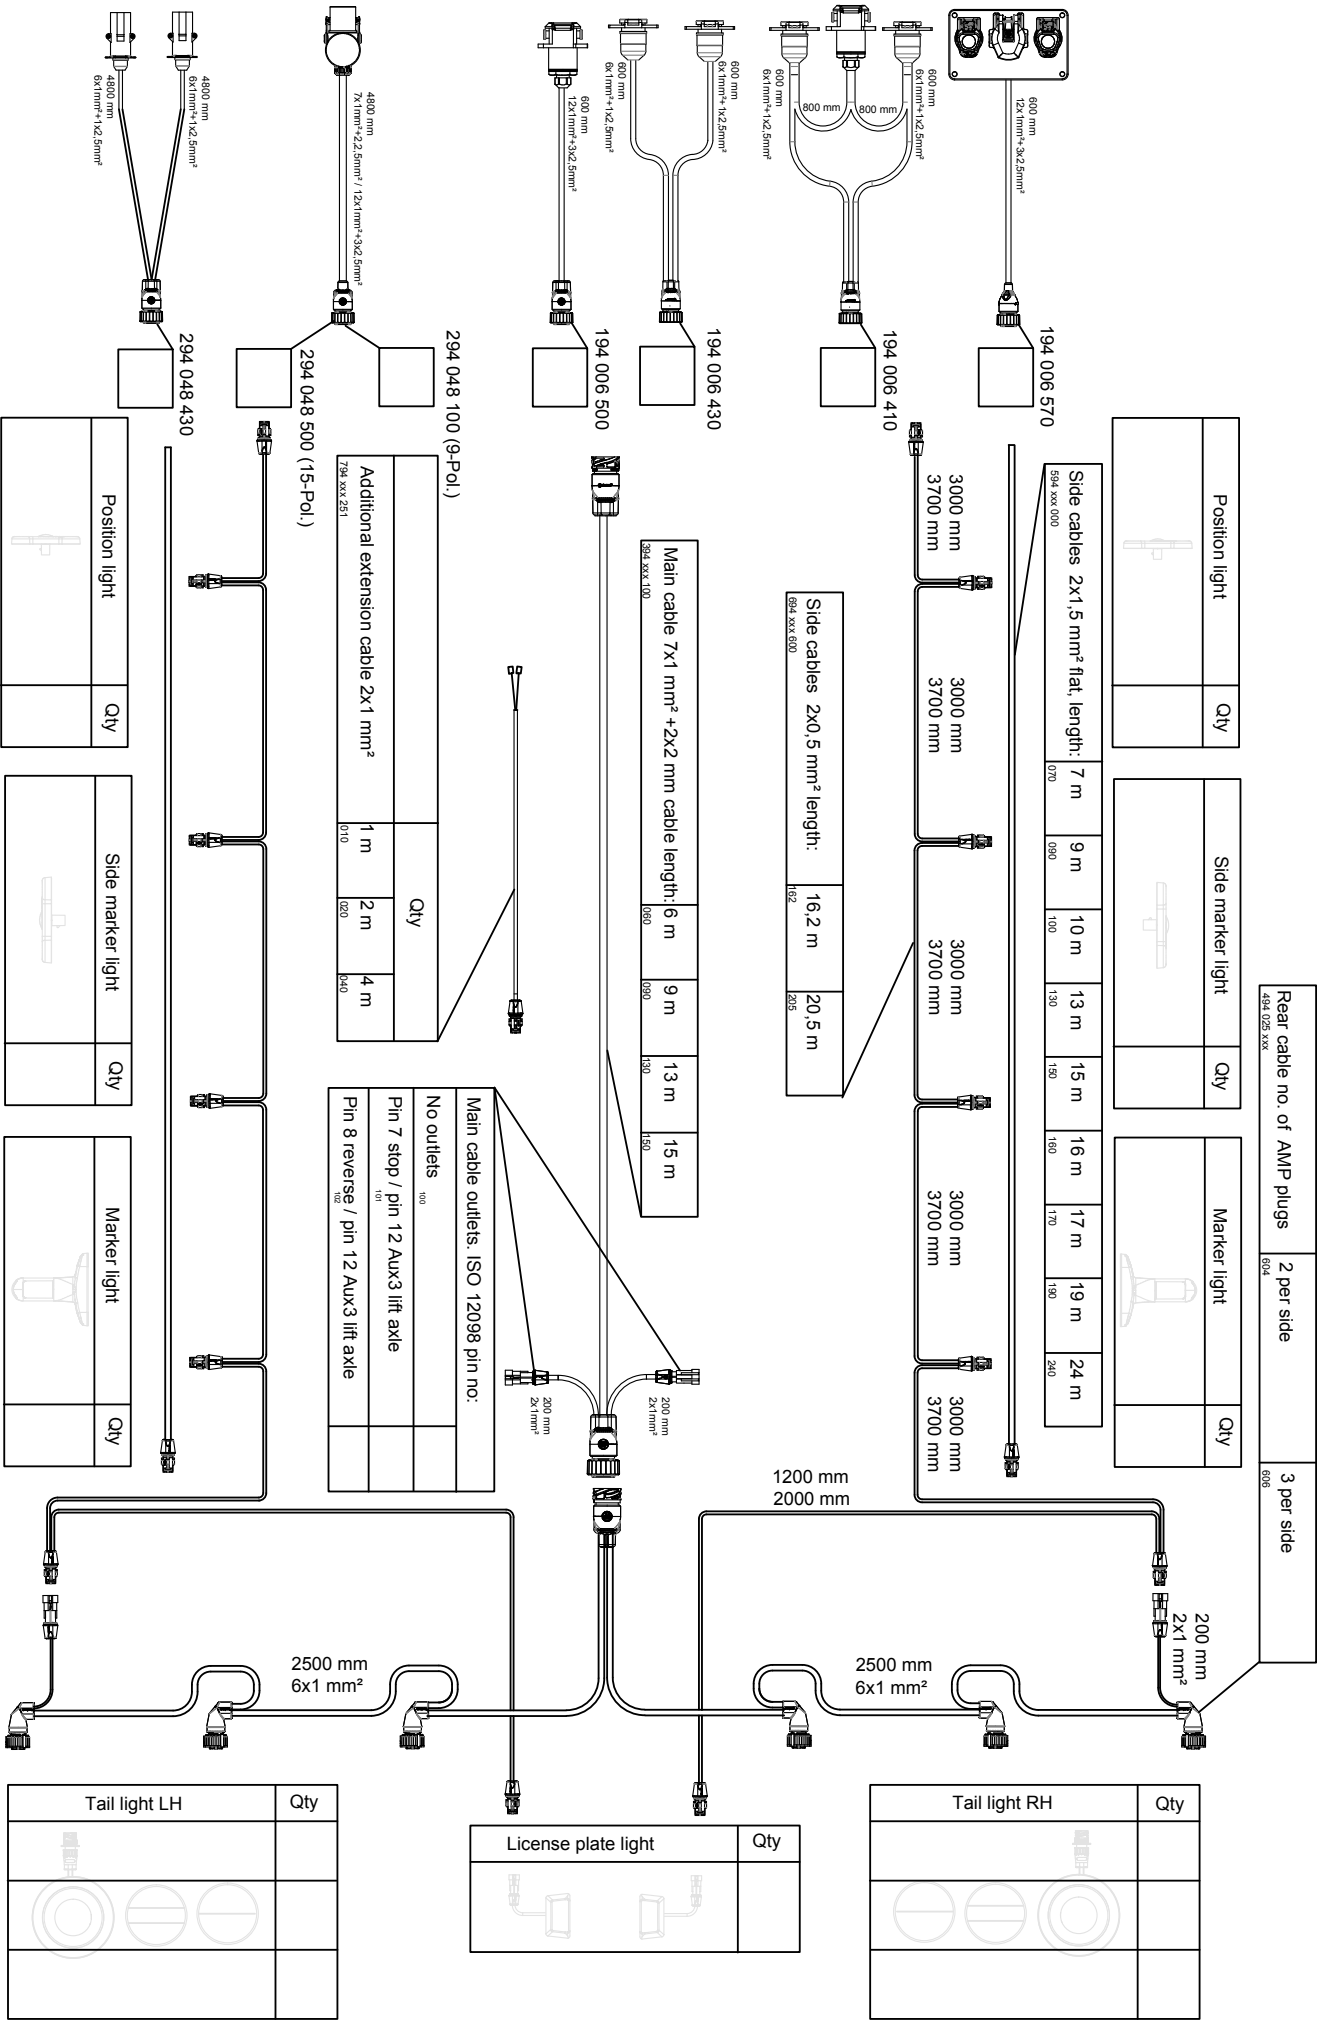 4800 mm
6x1mm²+1x2,5mm²
4800 mm
6x1mm²+1x2,5mm²
294 048 430
4800 mm
7x1mm²+2,2,5mm² / 12x1mm²+3x2,5mm²
294 048 100 (9-Pol.)
294 048 500 (15-Pol.)
600 mm
12x1mm²+3x2,5mm²
194 006 500
600 mm
6x1mm²+1x2,5mm²
600 mm
6x1mm²+1x2,5mm²
194 006 430
600 mm
6x1mm²+1x2,5mm²
800 mm
800 mm
600 mm
6x1mm²+1x2,5mm²
194 006 410
600 mm
12x1mm²+3x2,5mm²
194 006 570
Position light
Qty
Side marker light
Qty
Marker light
Qty
Rear cable no. of AMP plugs
494 025 xxx
2 per side
604
3 per side
606
Side cables 2x1,5 mm² flat, length:
594 xxx 000
7 m
070
9 m
090
10 m
100
13 m
130
15 m
150
16 m
160
17 m
170
19 m
190
24 m
240
3000 mm
3700 mm
3000 mm
3700 mm
3000 mm
3700 mm
3000 mm
3700 mm
3000 mm
3700 mm
Side cables 2x0,5 mm² length:
694 xxx 600
16,2 m
162
20,5 m
205
Main cable 7x1 mm² +2x2 mm cable length:
394 xxx 100
6 m
060
9 m
090
13 m
130
15 m
150
Additional extension cable 2x1 mm²
794 xxx 251
Qty
1 m
010
2 m
020
4 m
040
Main cable outlets. ISO 12098 pin no:
No outlets
100
Pin 7 stop / pin 12 Aux3 lift axle
101
Pin 8 reverse / pin 12 Aux3 lift axle
102
200 mm
2x1mm²
200 mm
2x1mm²
Position light
Qty
Side marker light
Qty
Marker light
Qty
1200 mm
2000 mm
200 mm
2x1 mm²
2500 mm
6x1 mm²
2500 mm
6x1 mm²
Tail light LH
Qty
License plate light
Qty
Tail light RH
Qty